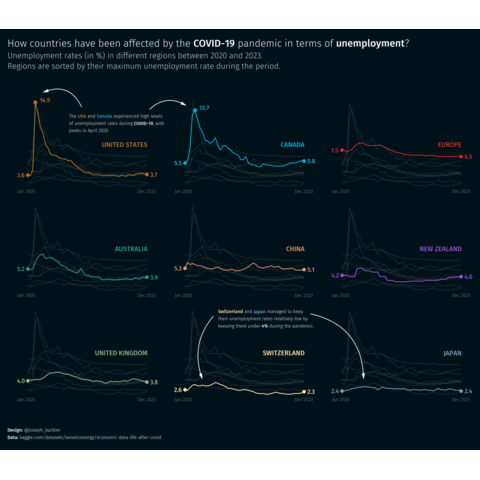 How countries have been affected by the COVID-19 pandemic in terms of unemployment?
Unemployment rates (in %) in different regions between 2020 and 2023.
Regions are sorted by their maximum unemployment rate during the period.
14.9
13.7
The USA and Canada experienced high levels
of unemployment rates during COVID-19, with
peaks in April 2020.
UNITED STATES
CANADA
EUROPE
3.6
3.7
5.5
5.8
7.5
6.5
Jan 2020
Dec 2023
Jan 2020
Dec 2023
Jan 2020
Dec 2023
AUSTRALIA
CHINA
NEW ZEALAND
5.2
3.9
5.3
5.1
4.2
4.0
Jan 2020
Dec 2023
Jan 2020
Dec 2023
Jan 2020
Dec 2023
Switzerland and Japan managed to keep
their unemployment rates relatively low by
keeping them under 4% during the pandemic.
UNITED KINGDOM
SWITZERLAND
JAPAN
4.0
3.8
2.6
2.3
2.4
2.4
Jan 2020
Dec 2023
Jan 2020
Dec 2023
Jan 2020
Dec 2023
Design: @joseph_barbier
Data: kaggle.com/datasets/kineticenergy/economic-data-life-after-covid